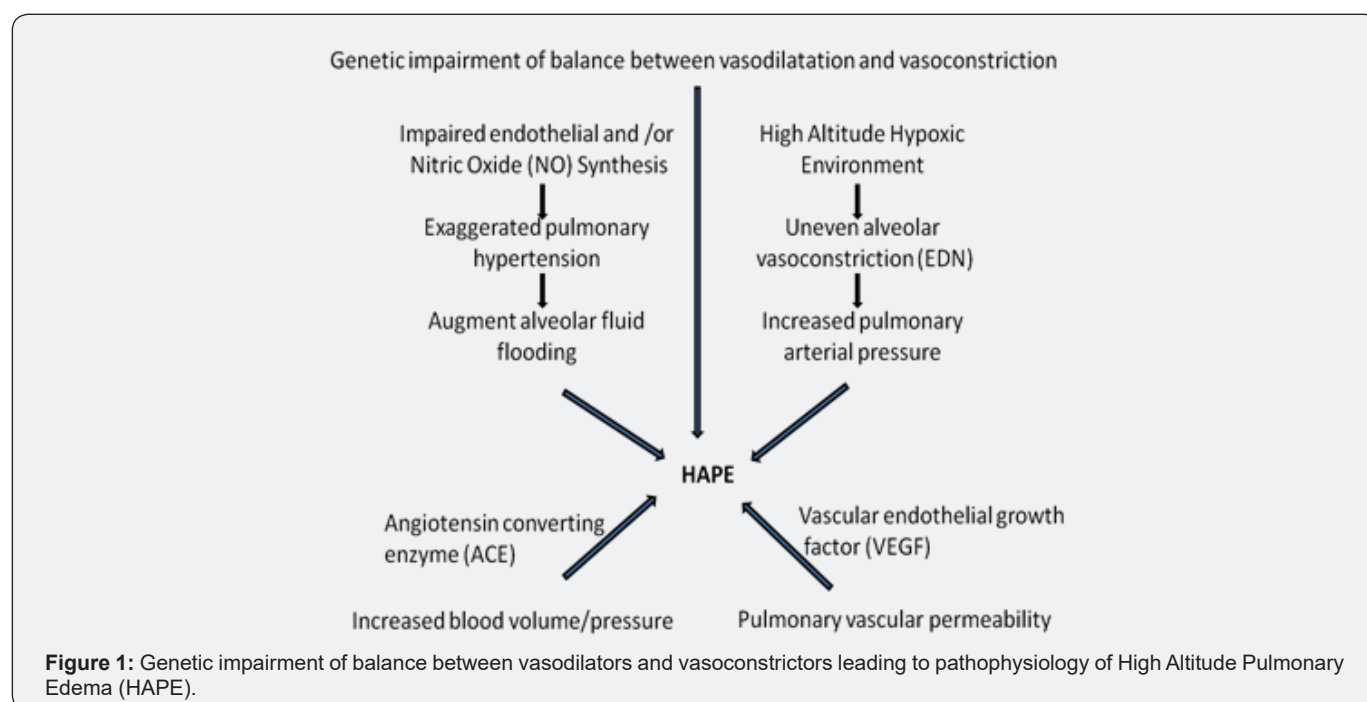 Genetic impairment of balance between vasodilatation and vasoconstriction
Impaired endothelial and /or
Nitric Oxide (NO) Synthesis
Exaggerated pulmonary
hypertension
Augment alveolar fluid
flooding
High Altitude Hypoxic
Environment
Uneven alveolar
vasoconstriction (EDN)
Increased pulmonary
arterial pressure
HAPE
Angiotensin converting
enzyme (ACE)
Increased blood volume/pressure
Vascular endothelial growth
factor (VEGF)
Pulmonary vascular permeability
Figure 1: Genetic impairment of balance between vasodilators and vasoconstrictors leading to pathophysiology of High Altitude Pulmonary
Edema (HAPE).